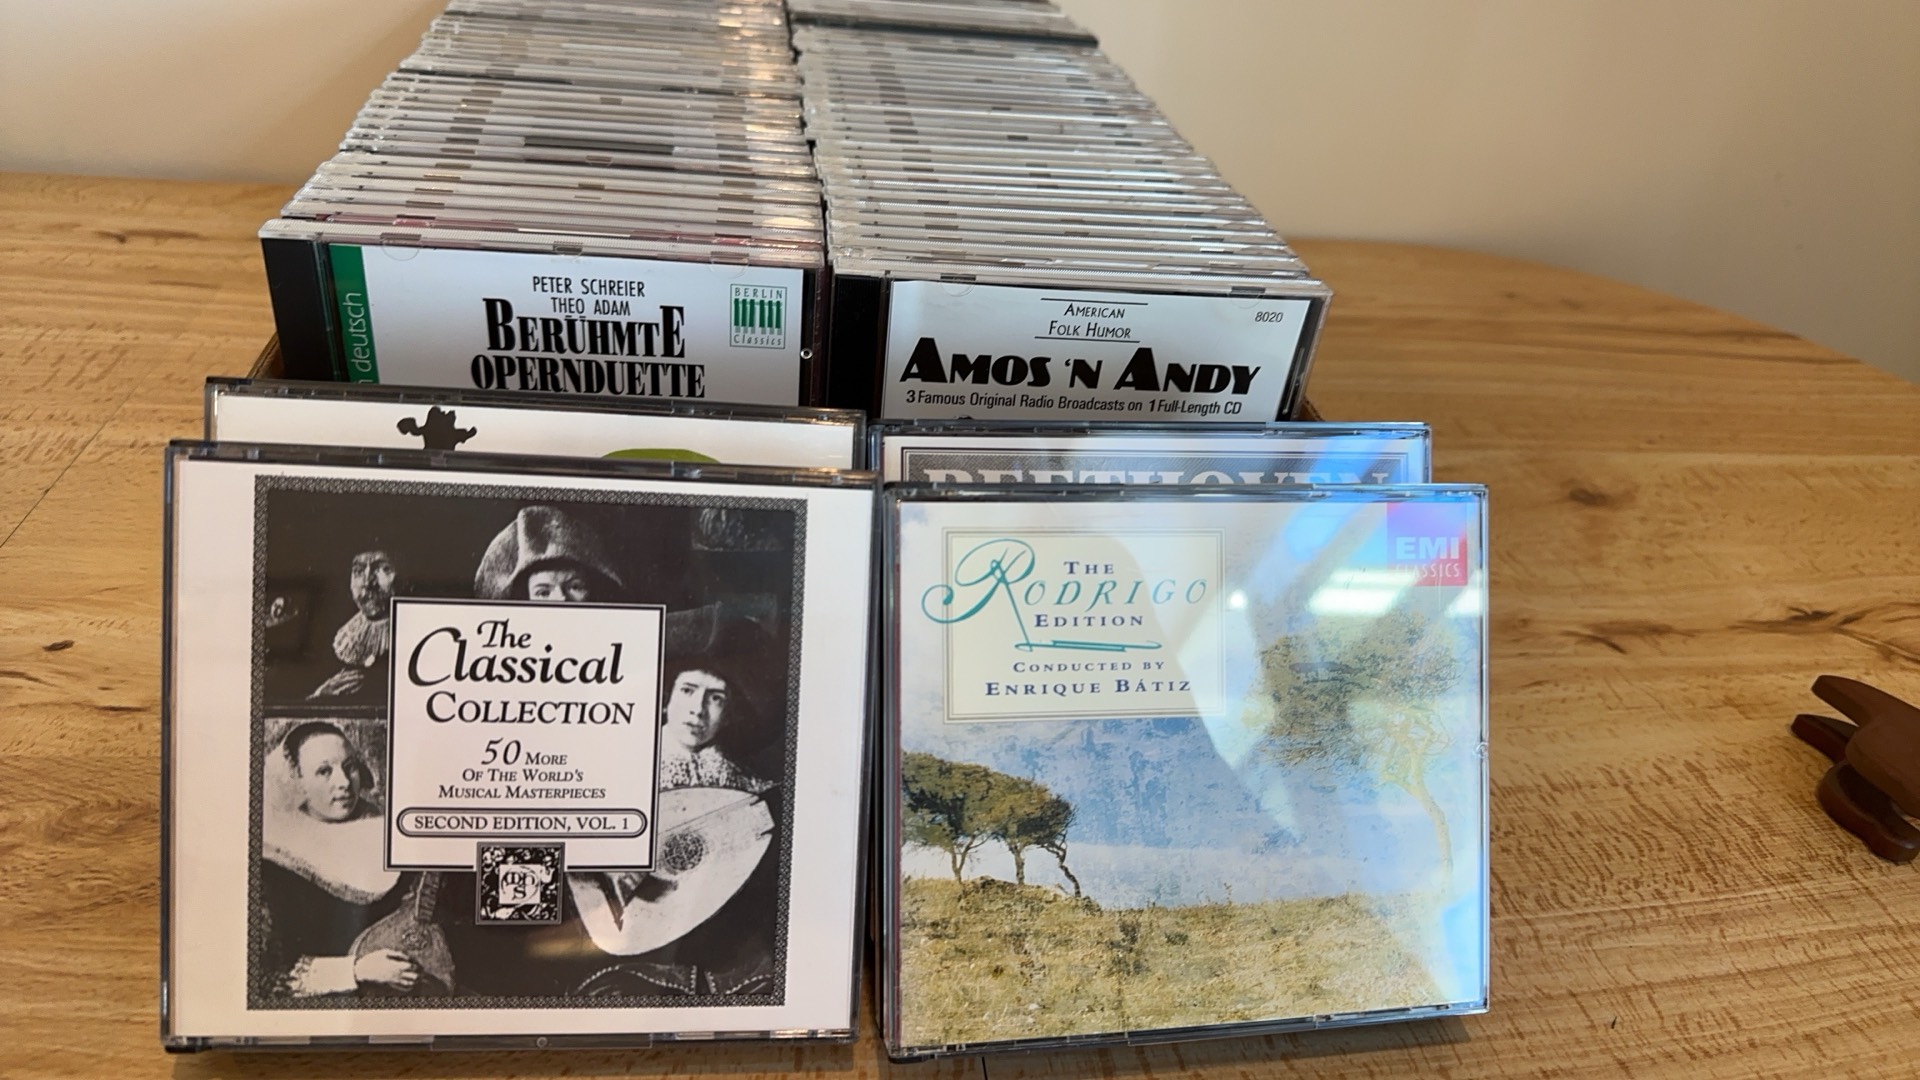 PETER SCHREIER
THEO ADAM
BERÜHMTE
OPERNDUETTE
BERLIN
Classics
deutsch
AMERICAN
FOLK HUMOR
8020
AMOS 'N ANDY
3 Famous Original Radio Broadcasts on 1 Full-Length CD
BEETHOVEN
The
Classical
COLLECTION
50 MORE
OF THE WORLD'S
MUSICAL MASTERPIECES
SECOND EDITION, VOL. 1
THE
RODRIGO
EDITION
CONDUCTED BY
ENRIQUE BÁTIZ
EMI
CLASSICS